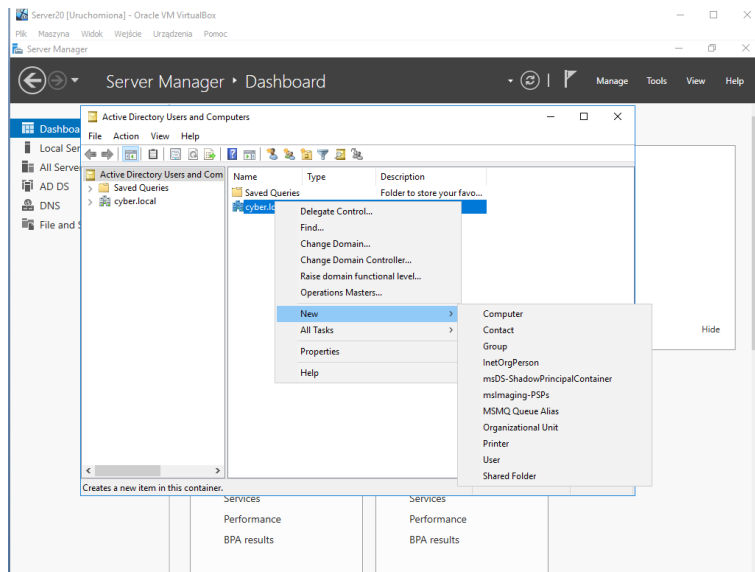 Server20 [Uruchomiona] - Oracle VM VirtualBox
Plik Maszyna Widok Wejście Urządzenia Pomoc
Server Manager
Server Manager • Dashboard
Manage Tools View Help
Dashboa
Local Ser
All Serve
AD DS
DNS
File and S
Active Directory Users and Computers
File Action View Help
Active Directory Users and Com
Saved Queries
cyber.local
Name Type Description
Saved Queries Folder to store your favo...
cyber.lo
Delegate Control...
Find...
Change Domain...
Change Domain Controller...
Raise domain functional level...
Operations Masters...
New
All Tasks
Properties
Help
Computer
Contact
Group
InetOrgPerson
msDS-ShadowPrincipalContainer
msImaging-PSPs
MSMQ Queue Alias
Organizational Unit
Printer
User
Shared Folder
Hide
Creates a new item in this container.
Services Services
Performance Performance
BPA results BPA results